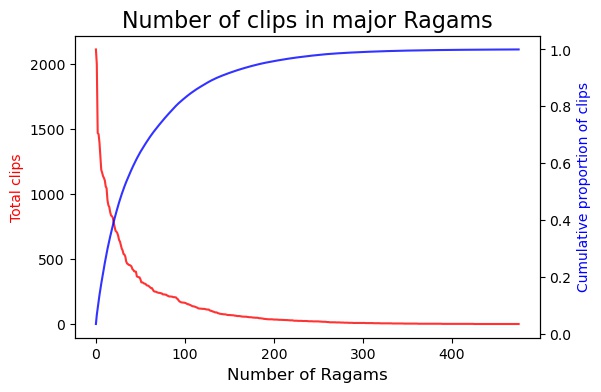 Number of clips in major Ragams
Total clips
2000
1500
1000
500
0
Cumulative proportion of clips
1.0
0.8
0.6
0.4
0.2
0.0
0 100 200 300 400
Number of Ragams